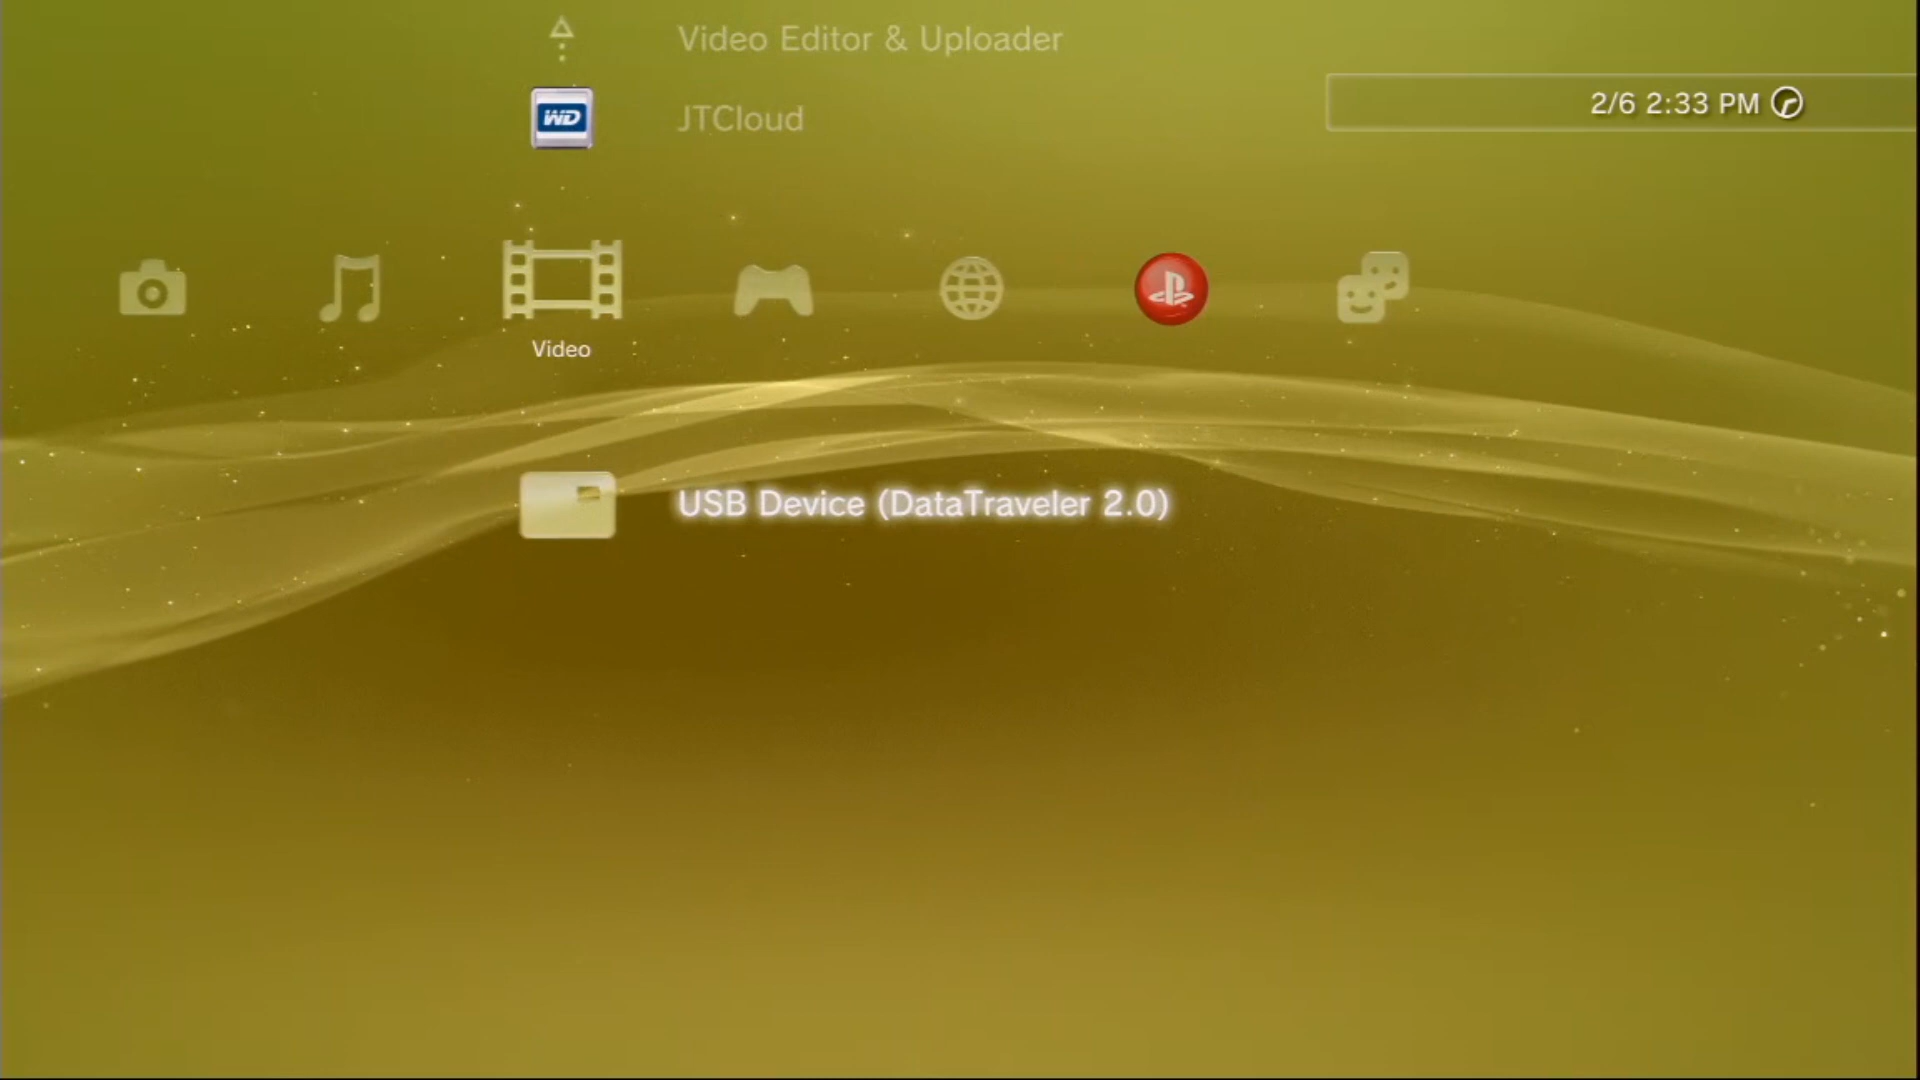 Video Editor & Uploader
WD
JTCloud
2/6 2:33 PM
Video
USB Device (DataTraveler 2.0)